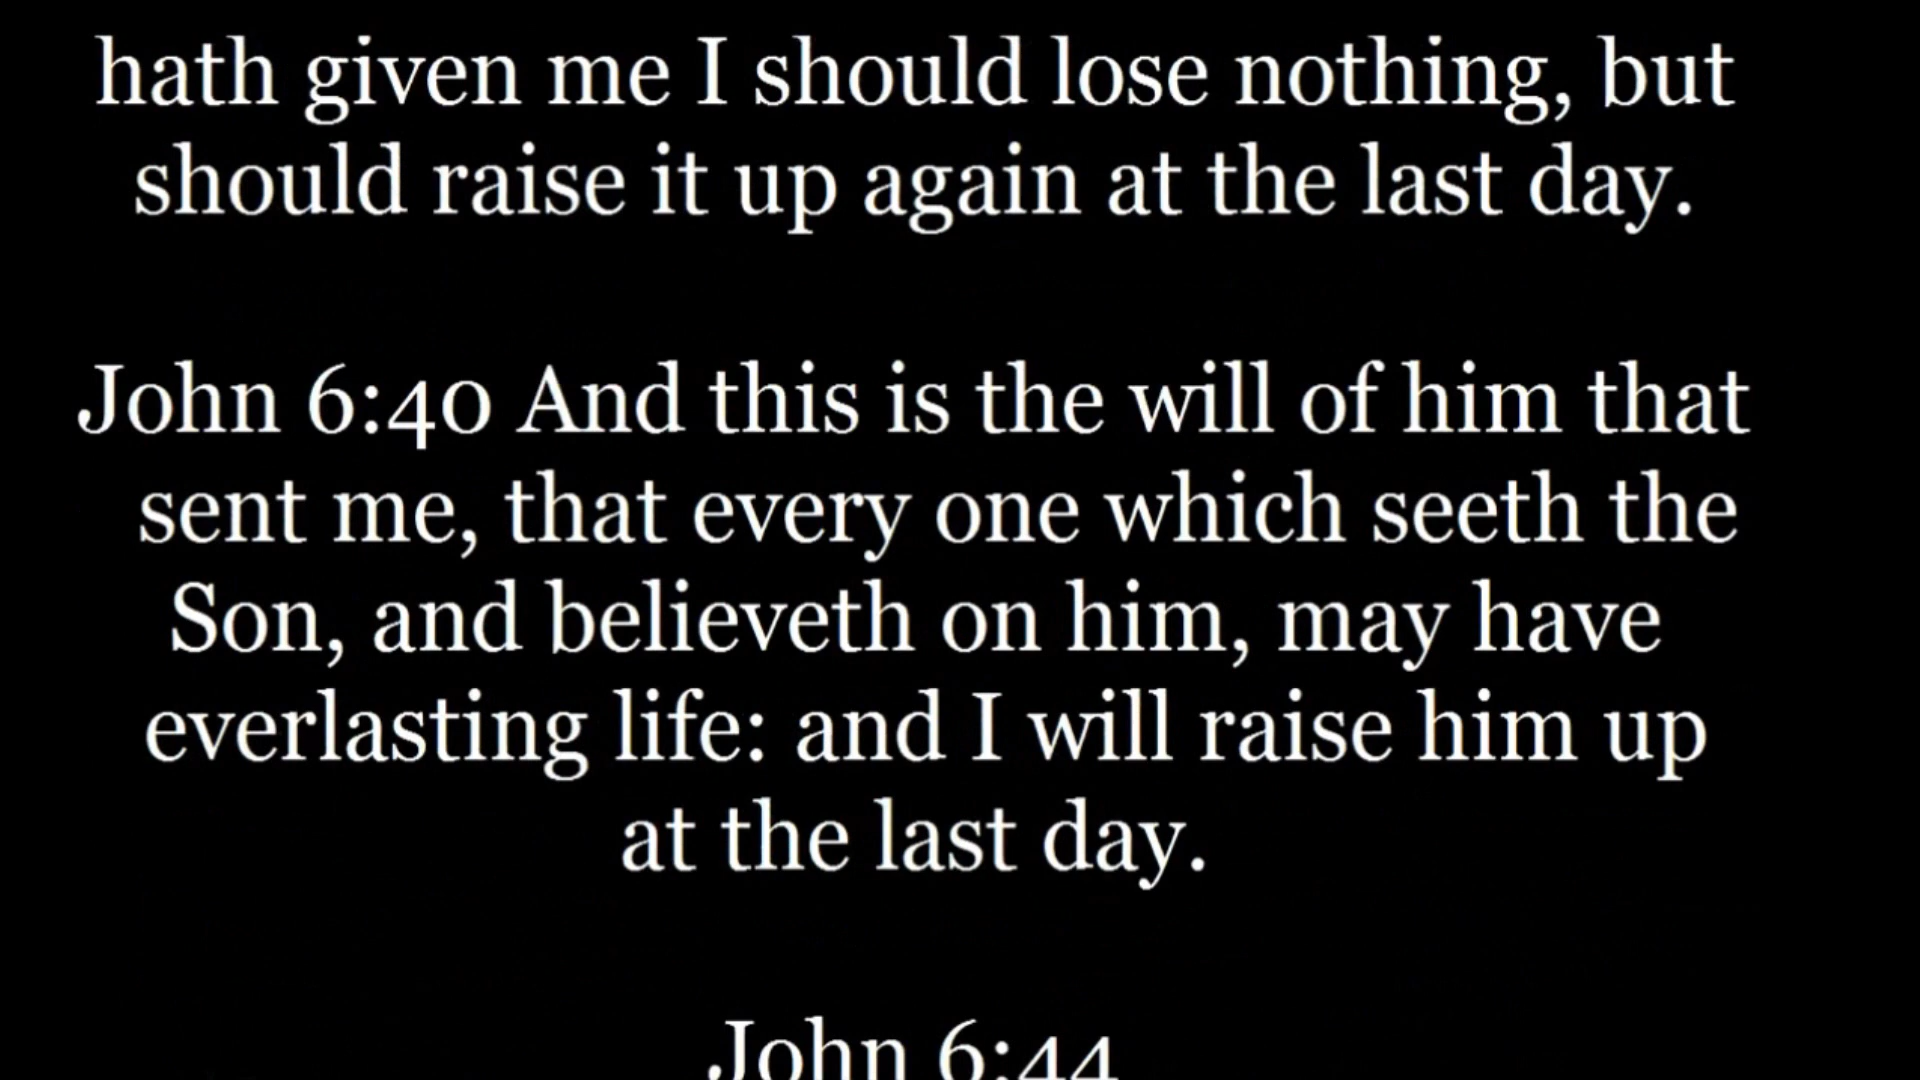 hath given me I should lose nothing, but
should raise it up again at the last day.
John 6:40 And this is the will of him that
sent me, that every one which seeth the
Son, and believeth on him, may have
everlasting life: and I will raise him up
at the last day.
John 6:44